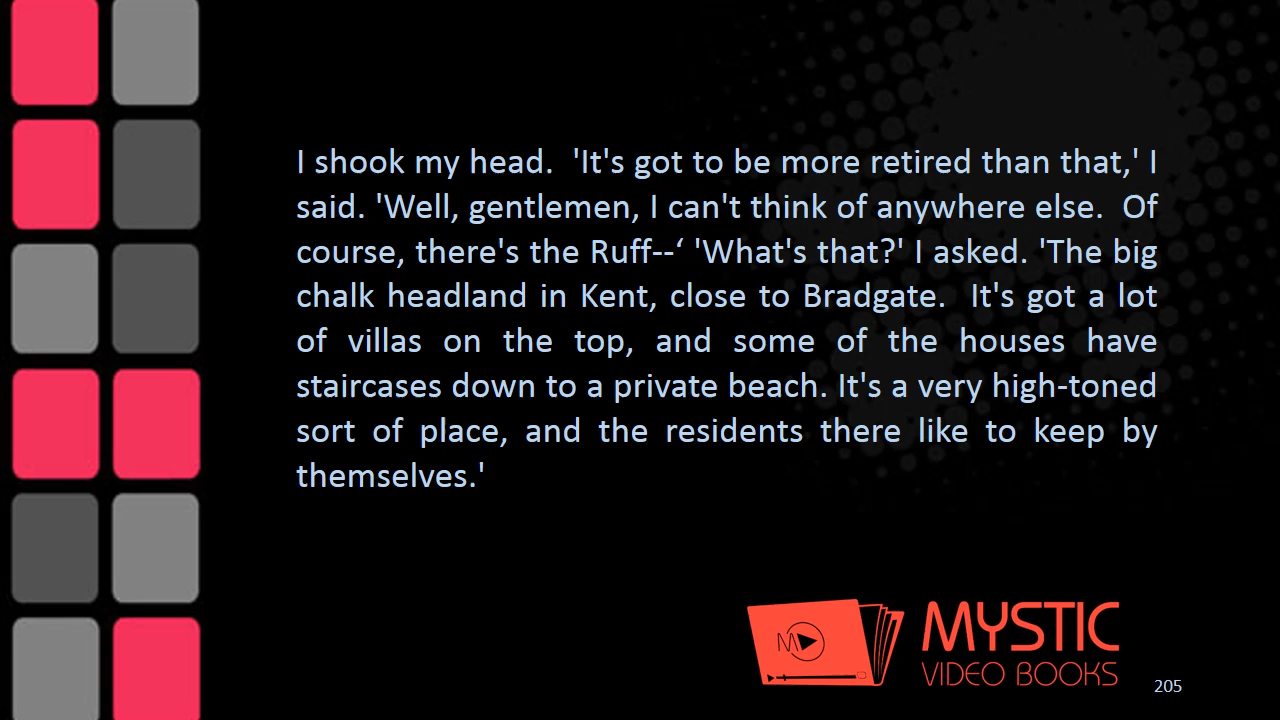 I shook my head.  'It's got to be more retired than that,' I
said. 'Well, gentlemen, I can't think of anywhere else.  Of
course, there's the Ruff--‘ 'What's that?' I asked. 'The big
chalk headland in Kent, close to Bradgate.  It's got a lot
of villas on the top, and some of the houses have
staircases down to a private beach. It's a very high-toned
sort of place, and the residents there like to keep by
themselves.'
M
MYSTIC
VIDEO BOOKS
205